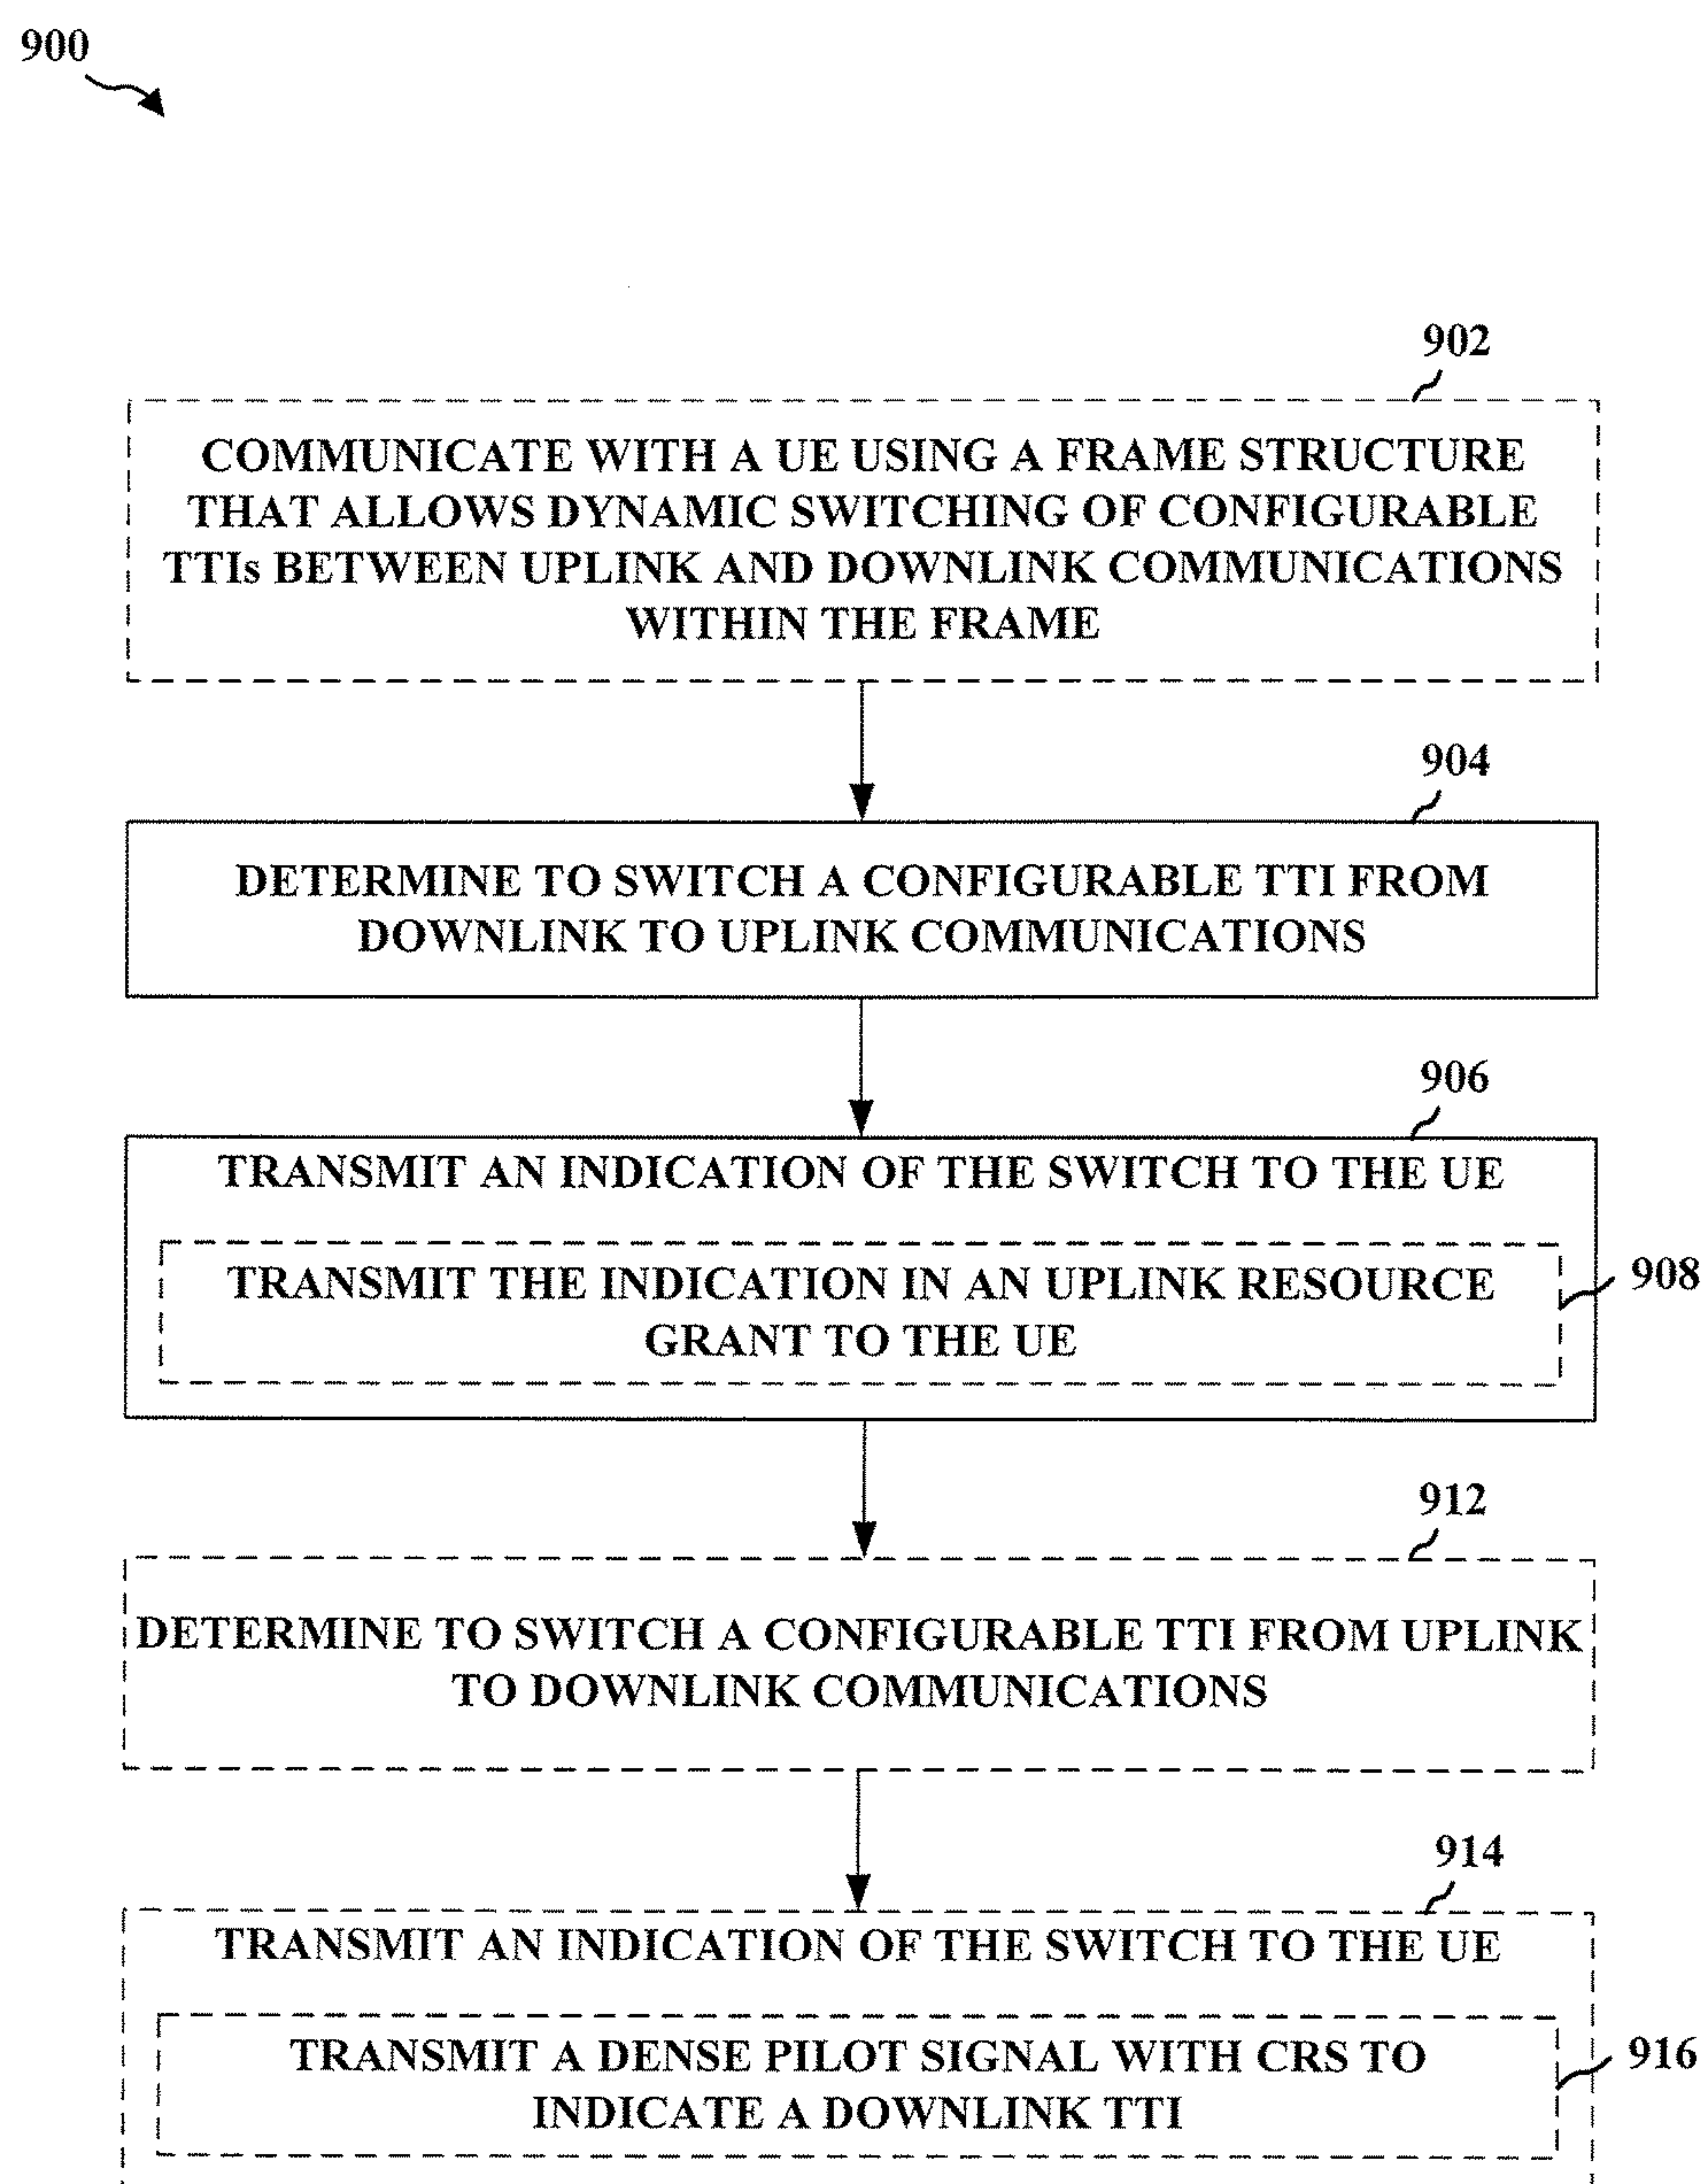 900
902
COMMUNICATE WITH A UE USING A FRAME STRUCTURE
THAT ALLOWS DYNAMIC SWITCHING OF CONFIGURABLE
TTIs BETWEEN UPLINK AND DOWNLINK COMMUNICATIONS
WITHIN THE FRAME
904
DETERMINE TO SWITCH A CONFIGURABLE TTI FROM
DOWNLINK TO UPLINK COMMUNICATIONS
906
TRANSMIT AN INDICATION OF THE SWITCH TO THE UE
TRANSMIT THE INDICATION IN AN UPLINK RESOURCE
GRANT TO THE UE
908
912
DETERMINE TO SWITCH A CONFIGURABLE TTI FROM UPLINK
TO DOWNLINK COMMUNICATIONS
914
TRANSMIT AN INDICATION OF THE SWITCH TO THE UE
TRANSMIT A DENSE PILOT SIGNAL WITH CRS TO
INDICATE A DOWNLINK TTI
916